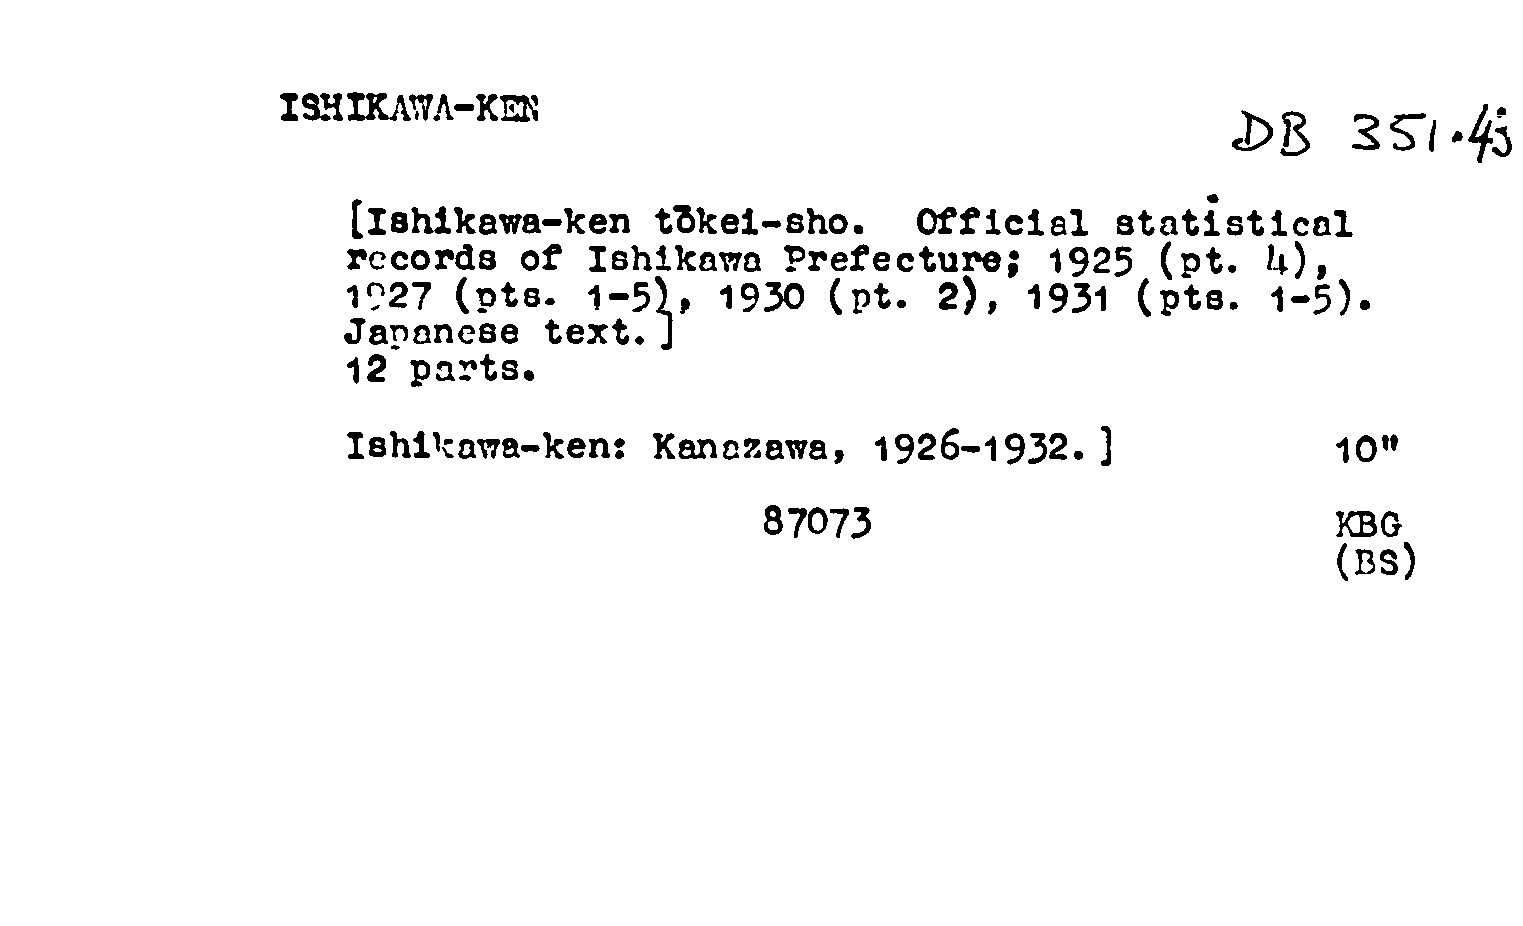 ISHIKAWA-KEN
DB 351.4j
[Ishikawa-ken tōkei-sho. Official statistical
records of Ishikawa Prefecture; 1925 (pt. 4),
1927 (pts. 1-5), 1930 (pt. 2), 1931 (pts. 1-5).
Japanese text.]
12 parts.
Ishikawa-ken: Kanazawa, 1926-1932.] 10"
87073 KBG
(BS)